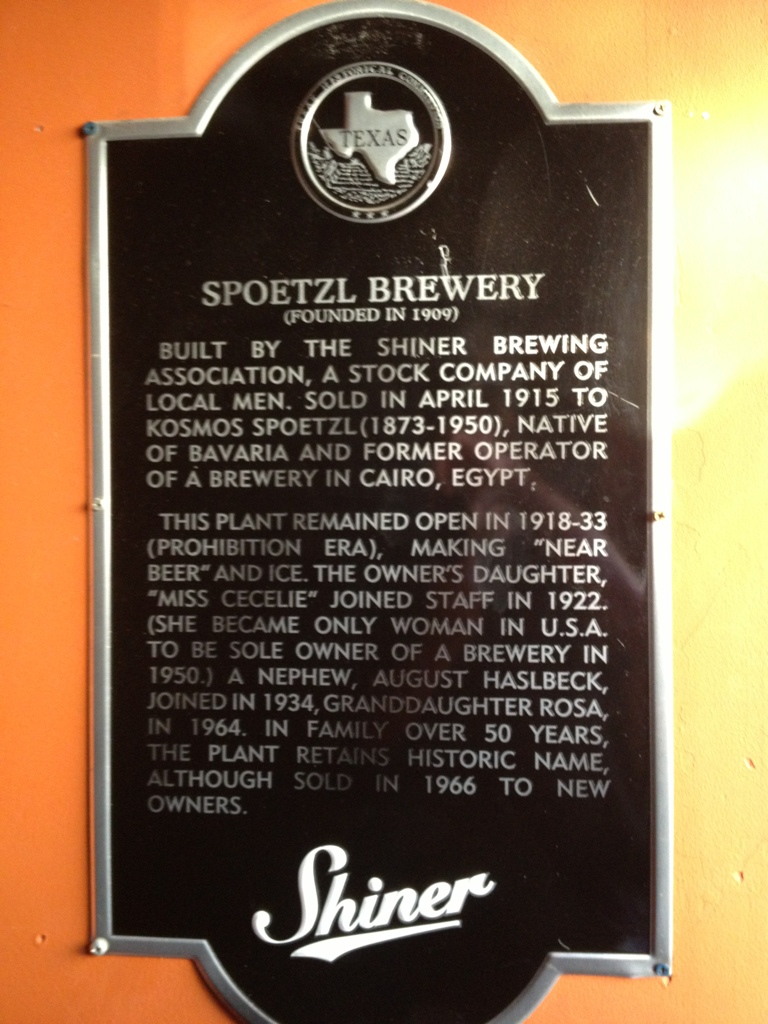 TEXAS HISTORICAL COMMISSION
TEXAS
SPOETZL BREWERY
(FOUNDED IN 1909)
BUILT BY THE SHINER BREWING
ASSOCIATION, A STOCK COMPANY OF
LOCAL MEN. SOLD IN APRIL 1915 TO
KOSMOS SPOETZL (1873-1950), NATIVE
OF BAVARIA AND FORMER OPERATOR
OF A BREWERY IN CAIRO, EGYPT.
THIS PLANT REMAINED OPEN IN 1918-33
(PROHIBITION ERA), MAKING "NEAR
BEER" AND ICE. THE OWNER'S DAUGHTER,
"MISS CECELIE" JOINED STAFF IN 1922.
(SHE BECAME ONLY WOMAN IN U.S.A.
TO BE SOLE OWNER OF A BREWERY IN
1950.) A NEPHEW, AUGUST HASLBECK,
JOINED IN 1934, GRANDDAUGHTER ROSA,
IN 1964. IN FAMILY OVER 50 YEARS,
THE PLANT RETAINS HISTORIC NAME,
ALTHOUGH SOLD IN 1966 TO NEW
OWNERS.
Shiner